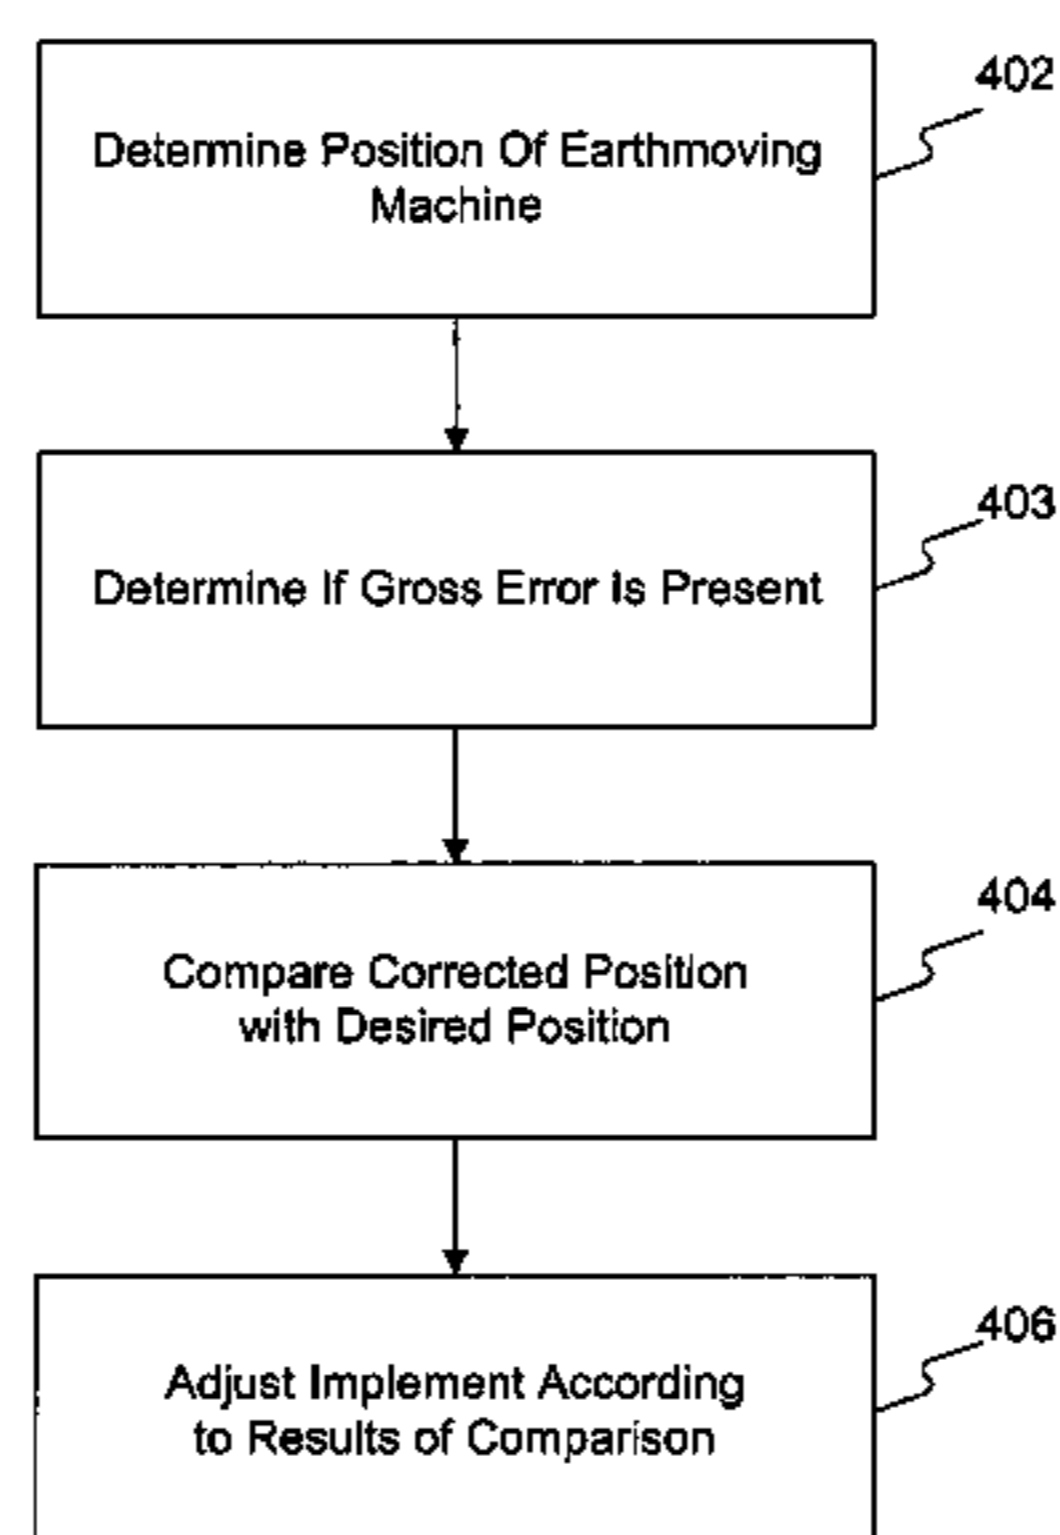 402
Determine Position Of Earthmoving
Machine
403
Determine If Gross Error Is Present
404
Compare Corrected Position
with Desired Position
406
Adjust Implement According
to Results of Comparison